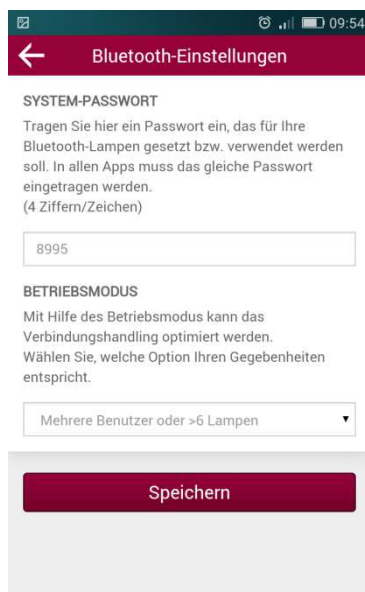 09:54
Bluetooth-Einstellungen
SYSTEM-PASSWORT
Tragen Sie hier ein Passwort ein, das für Ihre
Bluetooth-Lampen gesetzt bzw. verwendet werden
soll. In allen Apps muss das gleiche Passwort
eingetragen werden.
(4 Ziffern/Zeichen)
8995
BETRIEBSMODUS
Mit Hilfe des Betriebsmodus kann das
Verbindungshandling optimiert werden.
Wählen Sie, welche Option Ihren Gegebenheiten
entspricht.
Mehrere Benutzer oder >6 Lampen
Speichern